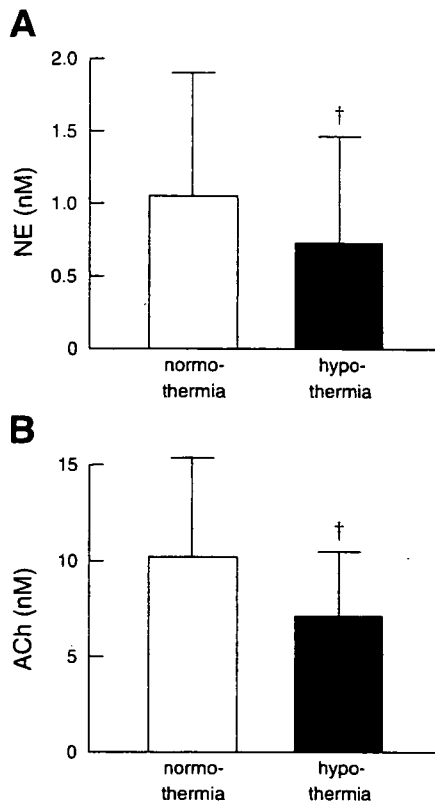 A
2.0
1.5
1.0
0.5
0
NE (nM)
†
normo-
thermia
hypo-
thermia
B
15
10
5
0
ACh (nM)
†
normo-
thermia
hypo-
thermia